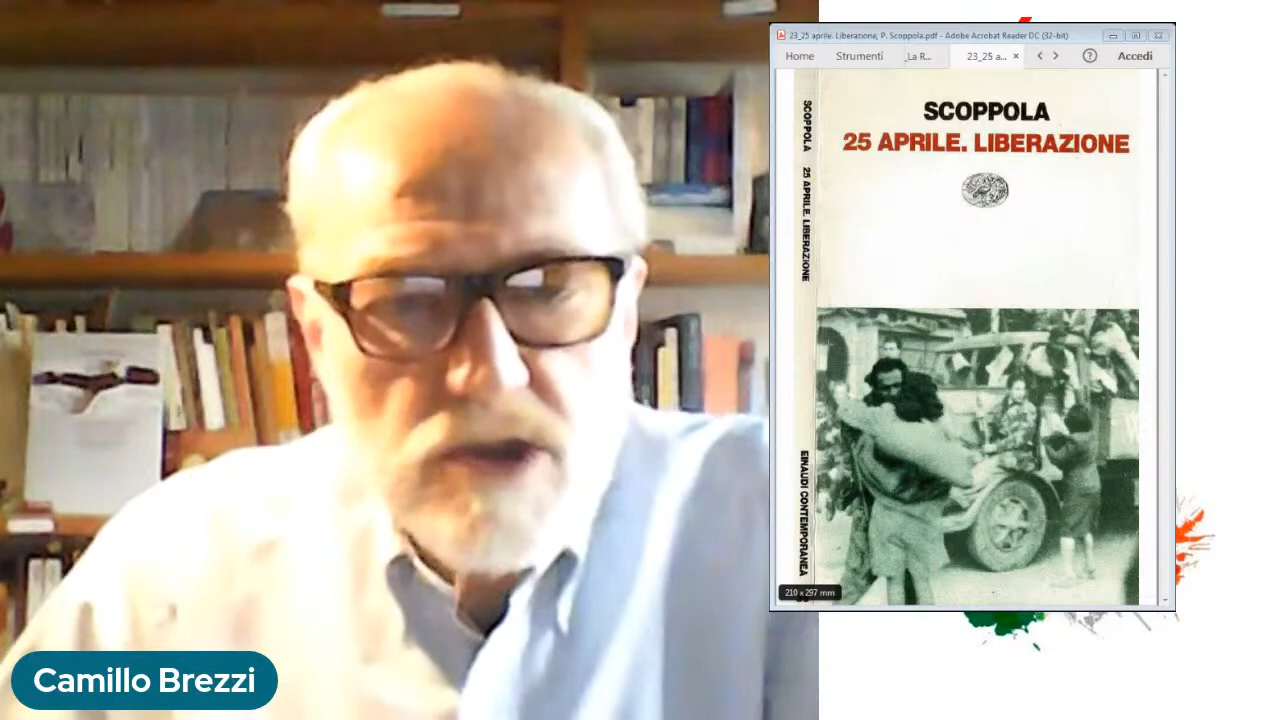 23_25 aprile. Liberazione, P. Scoppola.pdf - Adobe Acrobat Reader DC (32-bit)
Home Strumenti _La R... 23_25 a... × ? Accedi
SCOPPOLA
25 APRILE. LIBERAZIONE
SCOPPOLA 25 APRILE. LIBERAZIONE
EINAUDI CONTEMPORANEA
210 x 297 mm
Camillo Brezzi